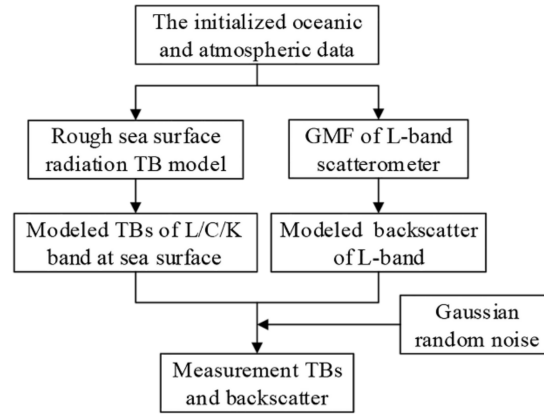 The initialized oceanic
and atmospheric data
Rough sea surface
radiation TB model
GMF of L-band
scatterometer
Modeled TBs of L/C/K
band at sea surface
Modeled backscatter
of L-band
Gaussian
random noise
Measurement TBs
and backscatter